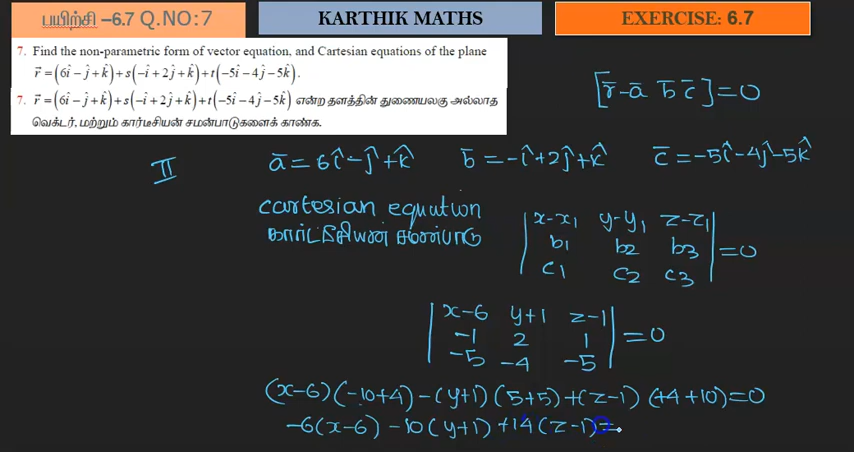 பயிற்சி –6.7 Q.NO:7
KARTHIK MATHS
EXERCISE: 6.7
7. Find the non-parametric form of vector equation, and Cartesian equations of the plane
r⃗ = (6î − ĵ + k̂) + s(−î + 2ĵ + k̂) + t(−5î − 4ĵ − 5k̂).
7. r⃗ = (6î − ĵ + k̂) + s(−î + 2ĵ + k̂) + t(−5î − 4ĵ − 5k̂) என்ற தளத்தின் துணையலகு அல்லாத
வெக்டர், மற்றும் கார்டீசியன் சமன்பாடுகளைக் காண்க.
[r̄−ā b̄ c̄] = 0
II ā = 6î − ĵ + k̂ b̄ = −î + 2ĵ + k̂ c̄ = −5î − 4ĵ − 5k̂
cartesian equation
கார்ட்டீசியன் சமன்பாடு
| x−x₁ y−y₁ z−z₁ |
| b₁ b₂ b₃ | = 0
| c₁ c₂ c₃ |
| x−6 y+1 z−1 |
| −1 2 1 | = 0
| −5 −4 −5 |
(x−6)(−10+4) − (y+1)(5+5) + (z−1)(+4+10) = 0
−6(x−6) − 10(y+1) + 14(z−1) =